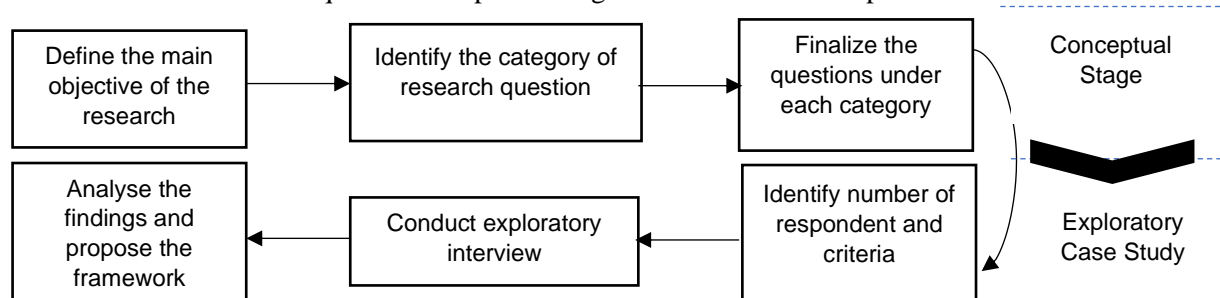 Define the main
objective of the
research
Identify the category of
research question
Finalize the
questions under
each category
Conceptual
Stage
Analyse the
findings and
propose the
framework
Conduct exploratory
interview
Identify number of
respondent and
criteria
Exploratory
Case Study